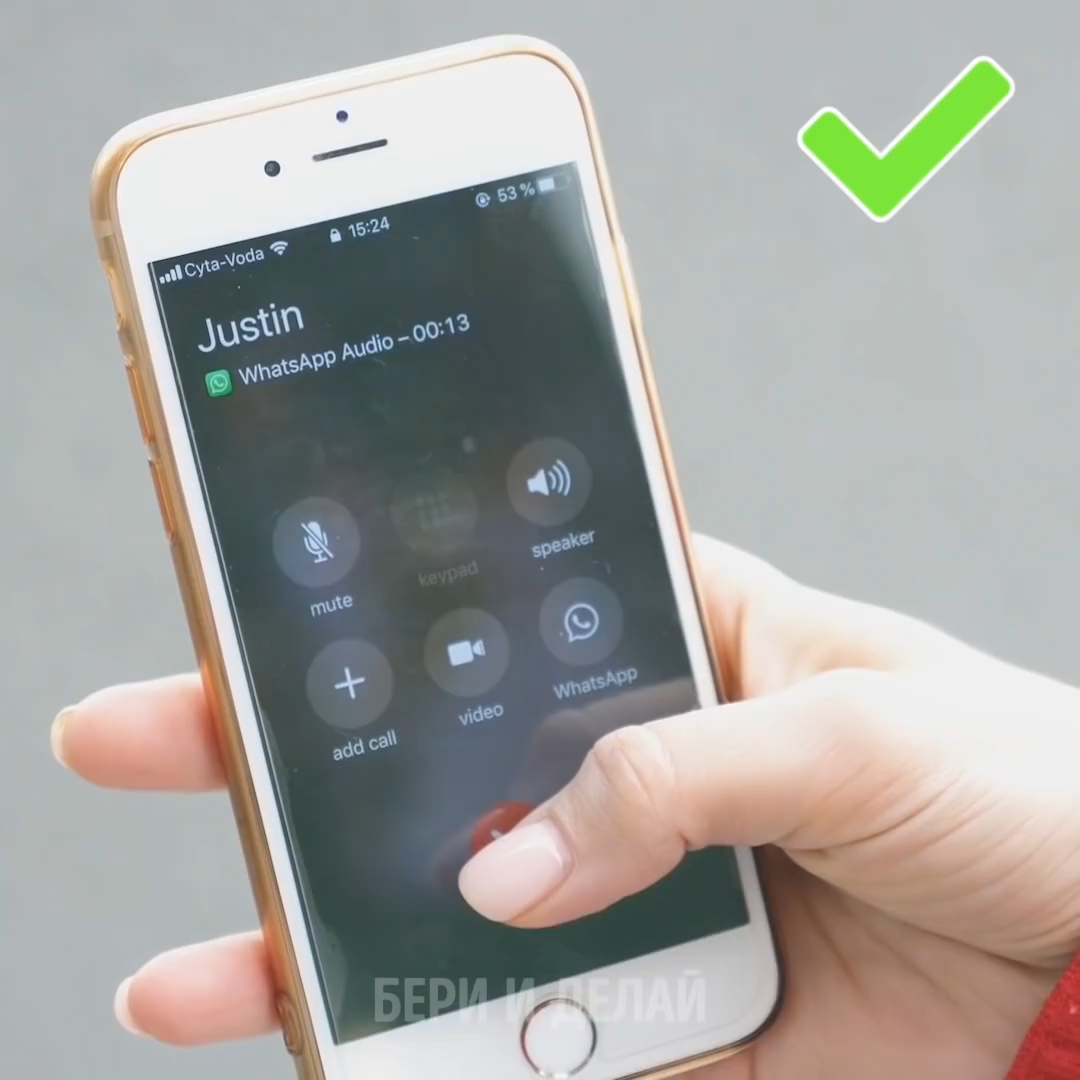 Cyta-Voda 15:24 53 %
Justin
WhatsApp Audio – 00:13
mute keypad speaker
add call video WhatsApp
БЕРИ И ДЕЛАЙ